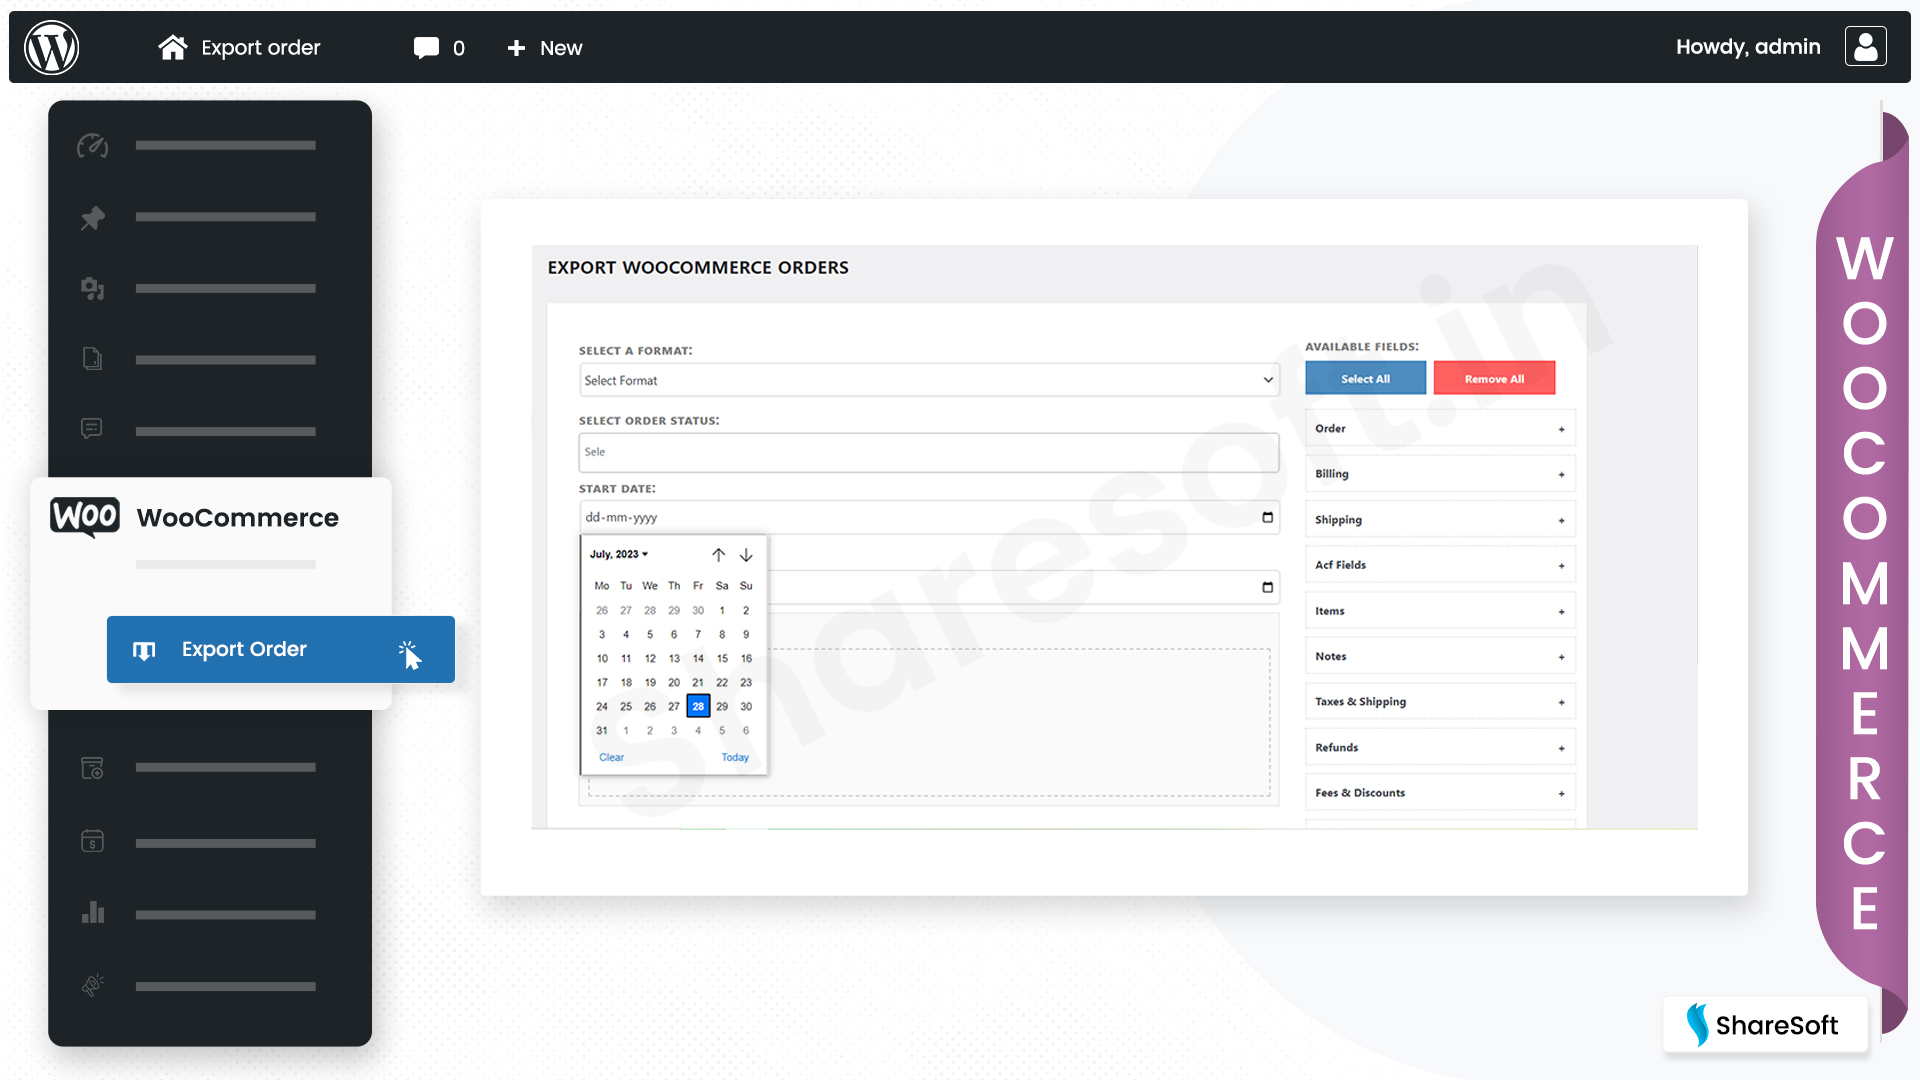 Export order
0
New
Howdy, admin
WOO
WooCommerce
Export Order
EXPORT WOOCOMMERCE ORDERS
SELECT A FORMAT:
Select Format
SELECT ORDER STATUS:
Sele
START DATE:
dd-mm-yyyy
July, 2023
Mo Tu We Th Fr Sa Su
26 27 28 29 30 1 2
3 4 5 6 7 8 9
10 11 12 13 14 15 16
17 18 19 20 21 22 23
24 25 26 27 28 29 30
31 1 2 3 4 5 6
Clear Today
AVAILABLE FIELDS:
Select All Remove All
Order +
Billing +
Shipping +
Acf Fields +
Items +
Notes +
Taxes & Shipping +
Refunds +
Fees & Discounts +
Sharesoft.in
WOOCOMMERCE
ShareSoft